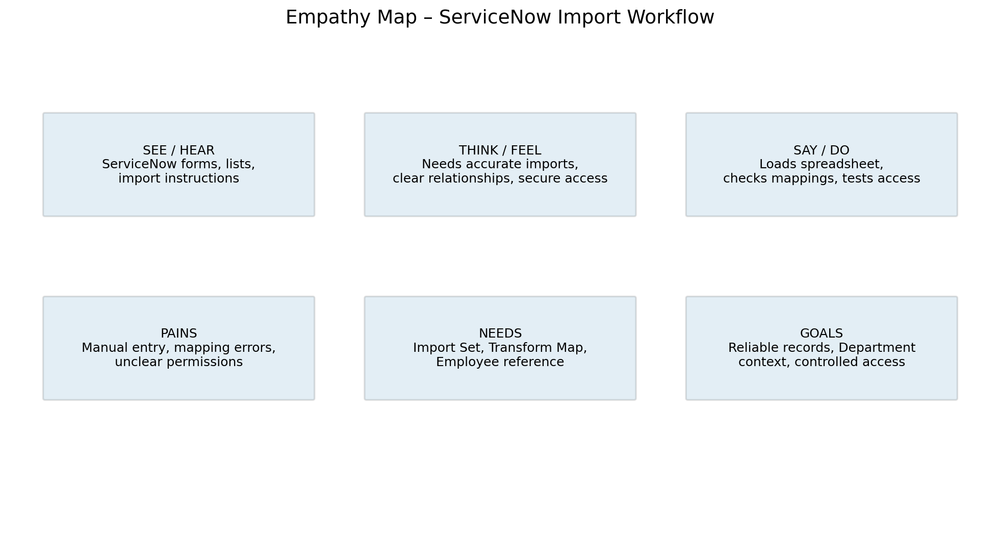 Empathy Map – ServiceNow Import Workflow
SEE / HEAR
ServiceNow forms, lists,
import instructions
THINK / FEEL
Needs accurate imports,
clear relationships, secure access
SAY / DO
Loads spreadsheet,
checks mappings, tests access
PAINS
Manual entry, mapping errors,
unclear permissions
NEEDS
Import Set, Transform Map,
Employee reference
GOALS
Reliable records, Department
context, controlled access